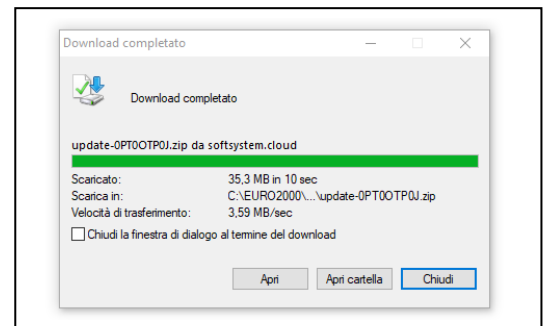 Download completato
Download completato
update-0PT0OTP0J.zip da softsystem.cloud
Scaricato: 35,3 MB in 10 sec
Scarica in: C:\EURO2000\...\update-0PT0OTP0J.zip
Velocità di trasferimento: 3,59 MB/sec
Chiudi la finestra di dialogo al termine del download
Apri Apri cartella Chiudi